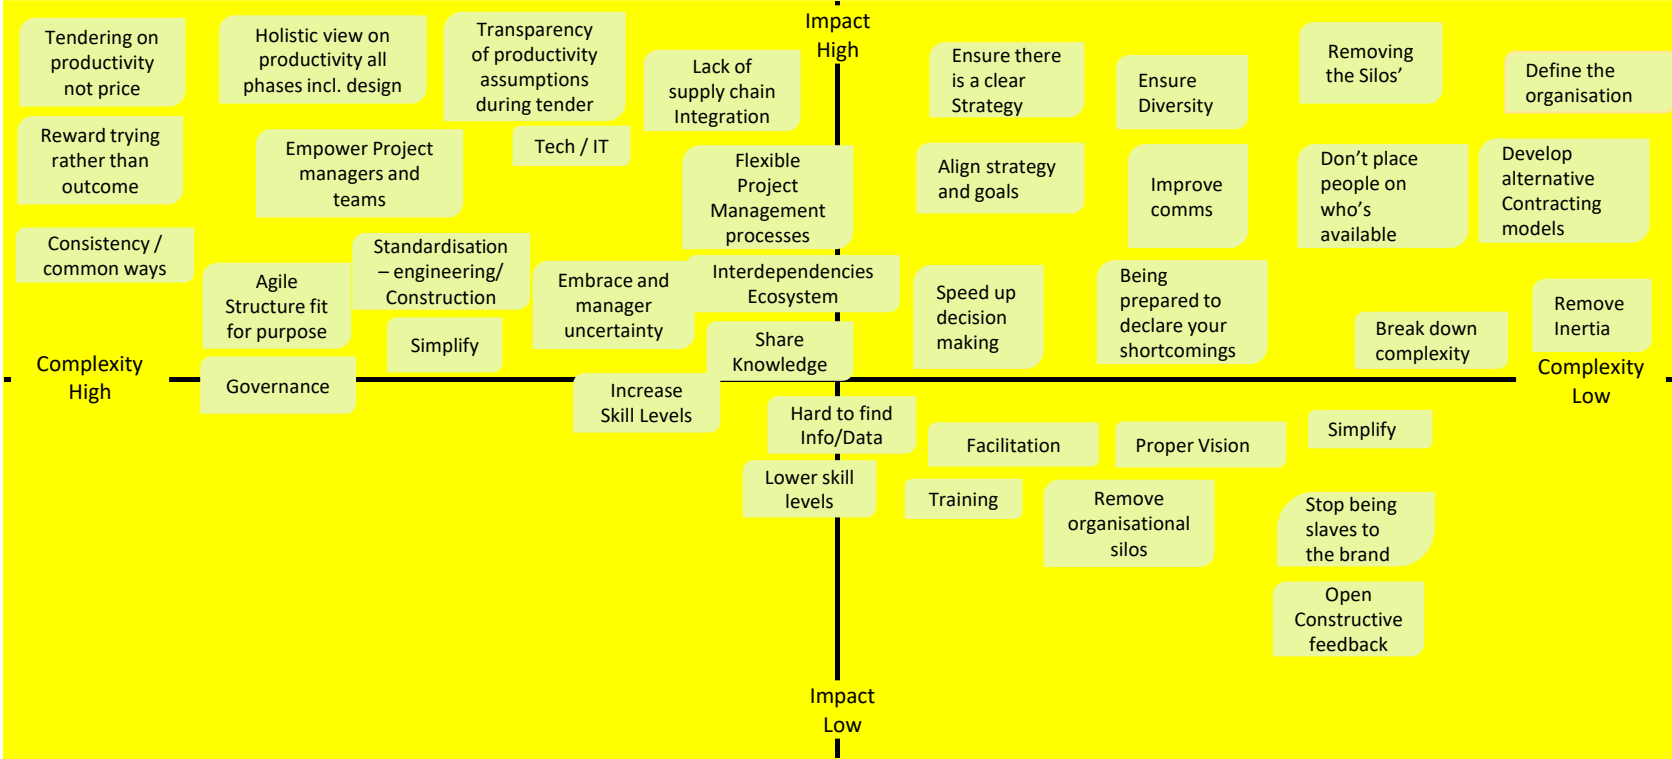 Impact
High
Tendering on
productivity
not price
Holistic view on
productivity all
phases incl. design
Transparency
of productivity
assumptions
during tender
Lack of
supply chain
Integration
Ensure there
is a clear
Strategy
Ensure
Diversity
Removing
the Silos’
Define the
organisation
Reward trying
rather than
outcome
Empower Project
managers and
teams
Tech / IT
Flexible
Project
Management
processes
Align strategy
and goals
Improve
comms
Don’t place
people on
who’s
available
Develop
alternative
Contracting
models
Consistency /
common ways
Agile
Structure fit
for purpose
Standardisation
– engineering/
Construction
Embrace and
manager
uncertainty
Interdependencies
Ecosystem
Speed up
decision
making
Being
prepared to
declare your
shortcomings
Remove
Inertia
Simplify
Share
Knowledge
Break down
complexity
Complexity
High
Complexity
Low
Governance
Increase
Skill Levels
Hard to find
Info/Data
Facilitation
Proper Vision
Simplify
Lower skill
levels
Training
Remove
organisational
silos
Stop being
slaves to
the brand
Open
Constructive
feedback
Impact
Low